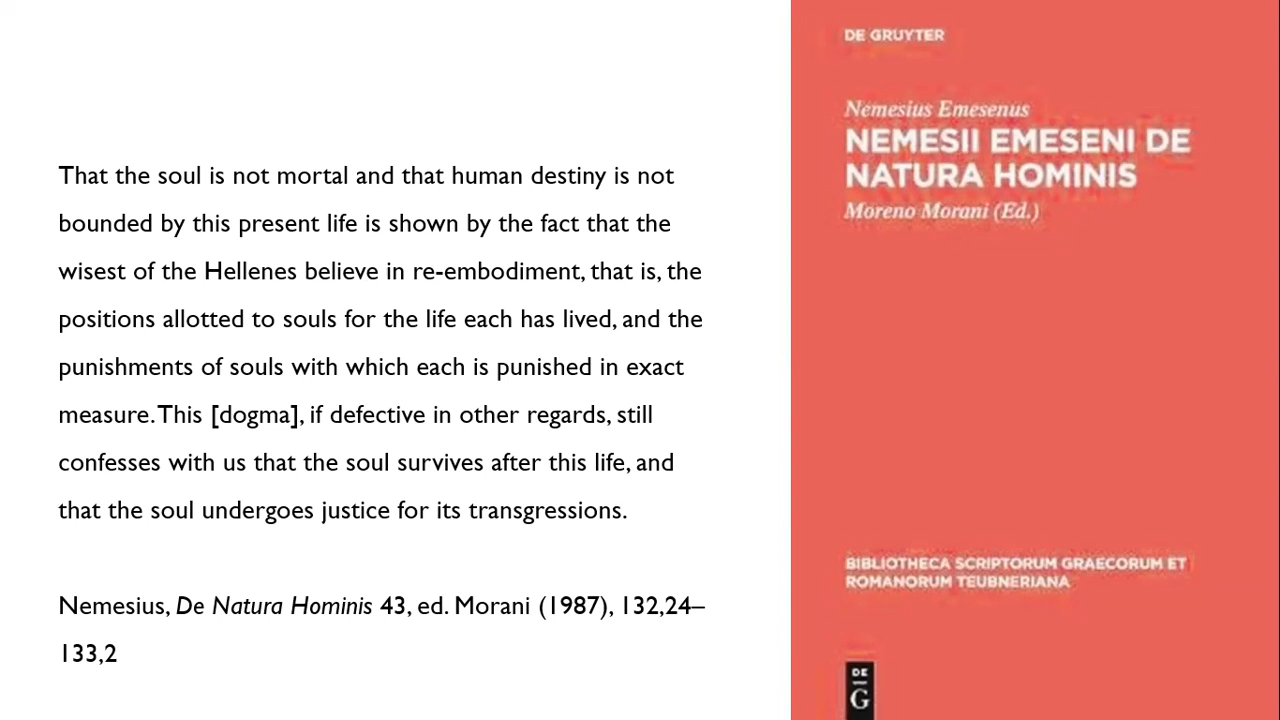 That the soul is not mortal and that human destiny is not
bounded by this present life is shown by the fact that the
wisest of the Hellenes believe in re-embodiment, that is, the
positions allotted to souls for the life each has lived, and the
punishments of souls with which each is punished in exact
measure. This [dogma], if defective in other regards, still
confesses with us that the soul survives after this life, and
that the soul undergoes justice for its transgressions.
Nemesius, De Natura Hominis 43, ed. Morani (1987), 132,24–
133,2
DE GRUYTER
Nemesius Emesenus
NEMESII EMESENI DE
NATURA HOMINIS
Moreno Morani (Ed.)
BIBLIOTHECA SCRIPTORUM GRAECORUM ET
ROMANORUM TEUBNERIANA
DE
G